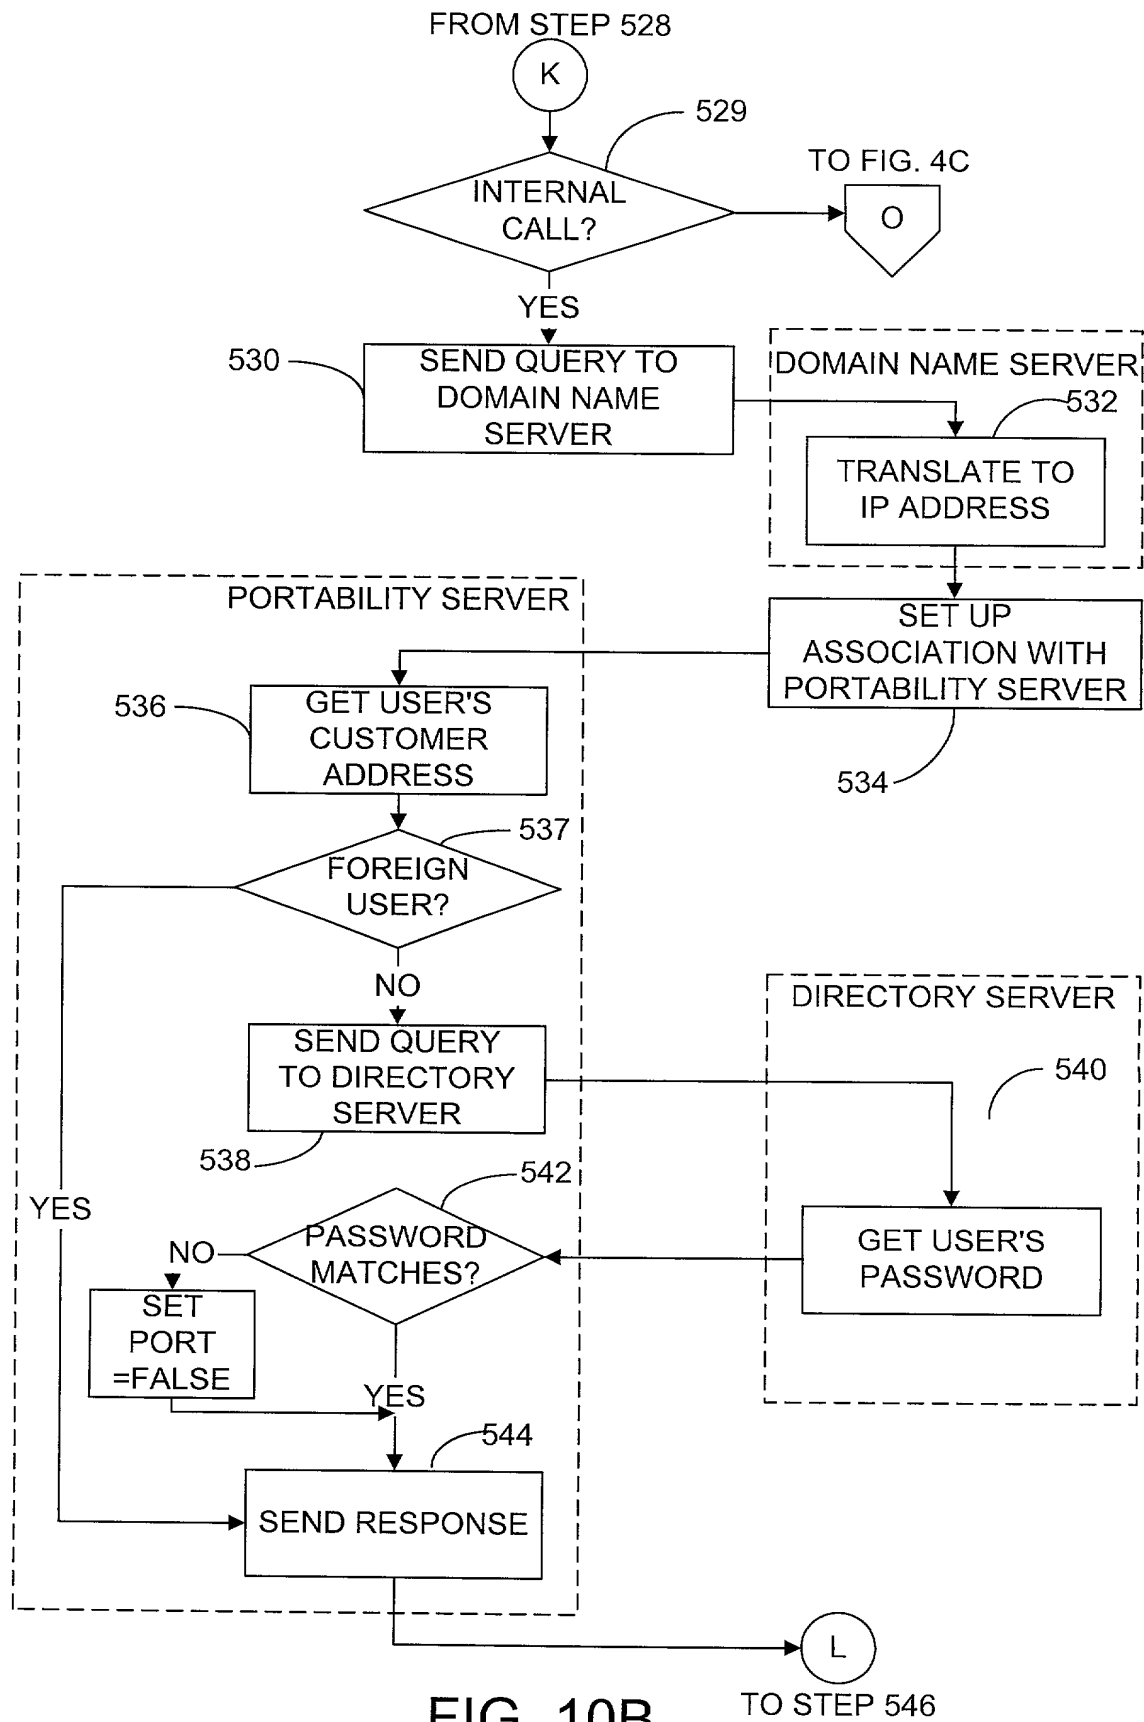 FROM STEP 528
K
529
INTERNAL
CALL?
TO FIG. 4C
O
YES
530
SEND QUERY TO
DOMAIN NAME
SERVER
DOMAIN NAME SERVER
532
TRANSLATE TO
IP ADDRESS
PORTABILITY SERVER
SET UP
ASSOCIATION WITH
PORTABILITY SERVER
534
536
GET USER'S
CUSTOMER
ADDRESS
537
FOREIGN
USER?
NO
SEND QUERY
TO DIRECTORY
SERVER
538
DIRECTORY SERVER
540
GET USER'S
PASSWORD
542
PASSWORD
MATCHES?
YES
NO
SET
PORT
=FALSE
YES
544
SEND RESPONSE
L
TO STEP 546
FIG. 10B